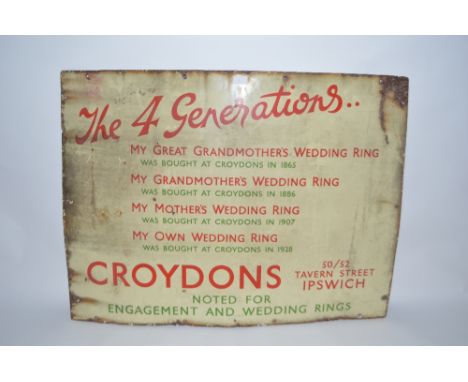 The 4 Generations..
MY GREAT GRANDMOTHER'S WEDDING RING
WAS BOUGHT AT CROYDONS IN 1865
MY GRANDMOTHER'S WEDDING RING
WAS BOUGHT AT CROYDONS IN 1886
MY MOTHER'S WEDDING RING
WAS BOUGHT AT CROYDONS IN 1907
MY OWN WEDDING RING
WAS BOUGHT AT CROYDONS IN 1928
CROYDONS
50/52
TAVERN STREET
IPSWICH
NOTED FOR
ENGAGEMENT AND WEDDING RINGS